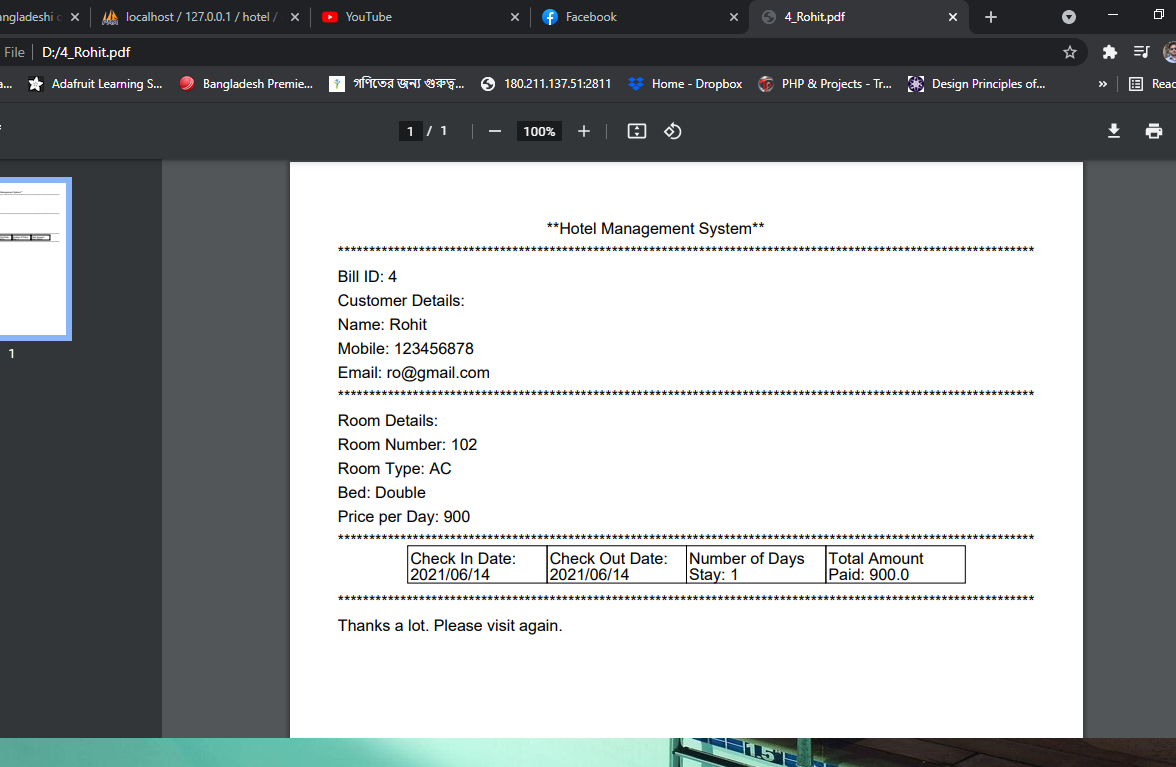 angladeshi c
localhost / 127.0.0.1 / hotel /
YouTube
Facebook
4_Rohit.pdf
File
D:/4_Rohit.pdf
a...
Adafruit Learning S...
Bangladesh Premie...
গণিতের জন্য গুরুত্ব...
180.211.137.51:2811
Home - Dropbox
PHP & Projects - Tr...
Design Principles of...
»
Reac
1 / 1
100%
1
**Hotel Management System**
Bill ID: 4
Customer Details:
Name: Rohit
Mobile: 123456878
Email: ro@gmail.com
Room Details:
Room Number: 102
Room Type: AC
Bed: Double
Price per Day: 900
Check In Date: Check Out Date: Number of Days Total Amount
2021/06/14 2021/06/14 Stay: 1 Paid: 900.0
Thanks a lot. Please visit again.
1.5"